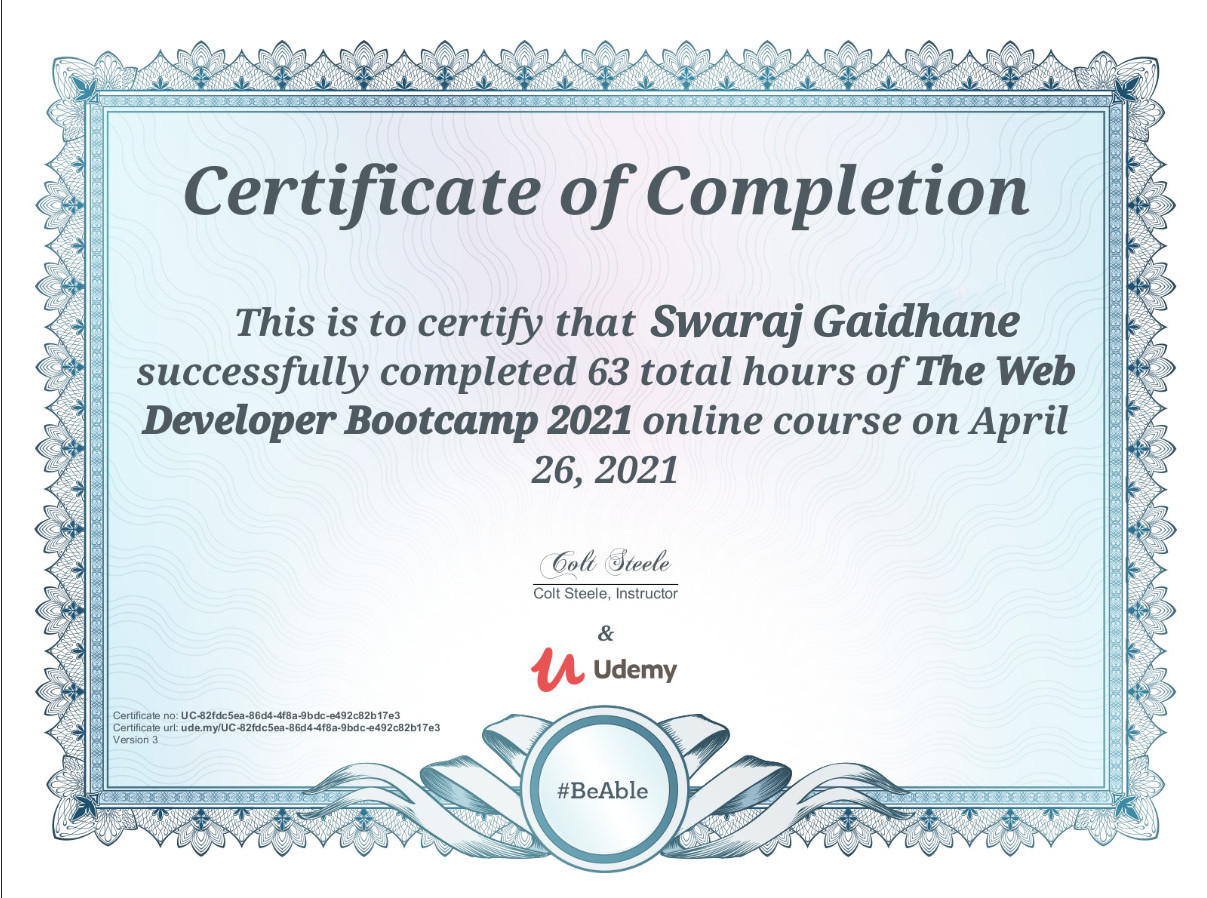 Certificate of Completion
This is to certify that Swaraj Gaidhane
successfully completed 63 total hours of The Web
Developer Bootcamp 2021 online course on April
26, 2021
Colt Steele
Colt Steele, Instructor
&
Udemy
Certificate no: UC-82fdc5ea-86d4-4f8a-9bdc-e492c82b17e3
Certificate url: ude.my/UC-82fdc5ea-86d4-4f8a-9bdc-e492c82b17e3
Version 3
#BeAble